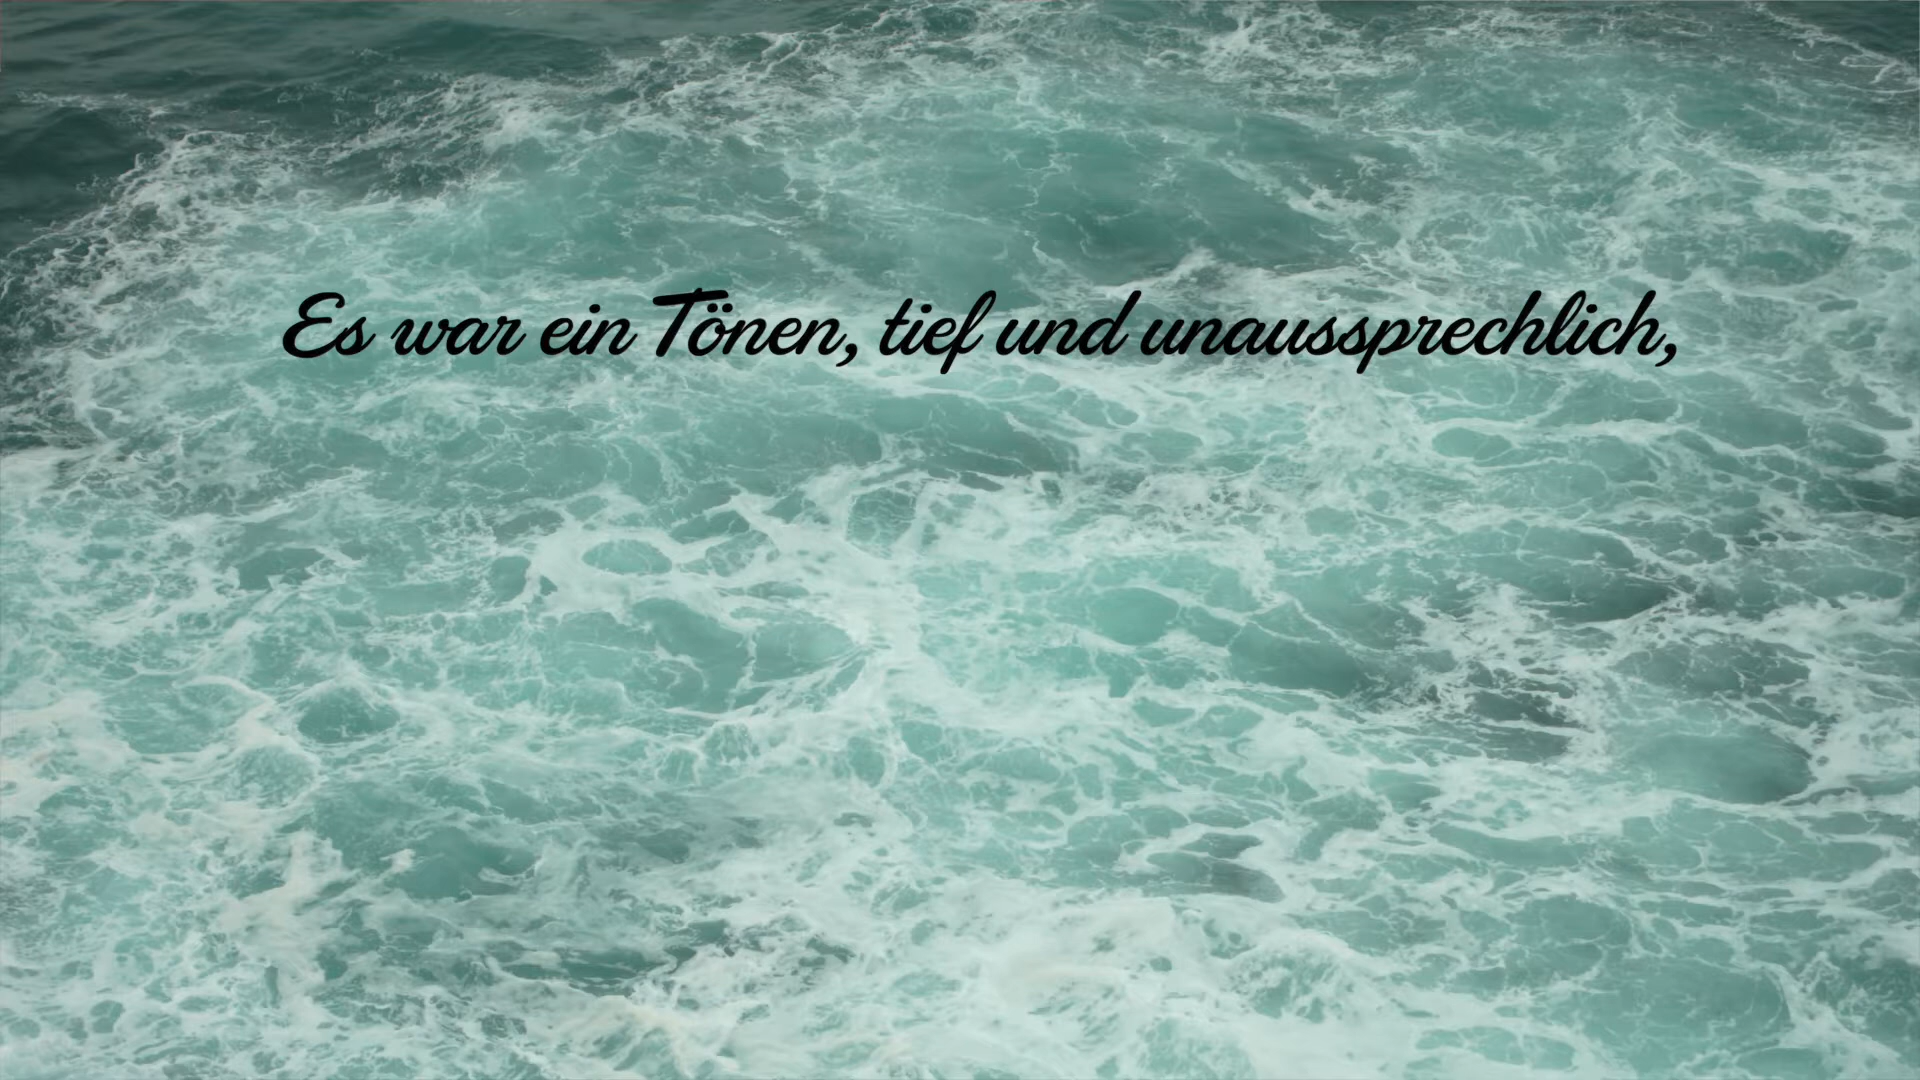 Es war ein Tönen, tief und unaussprechlich,